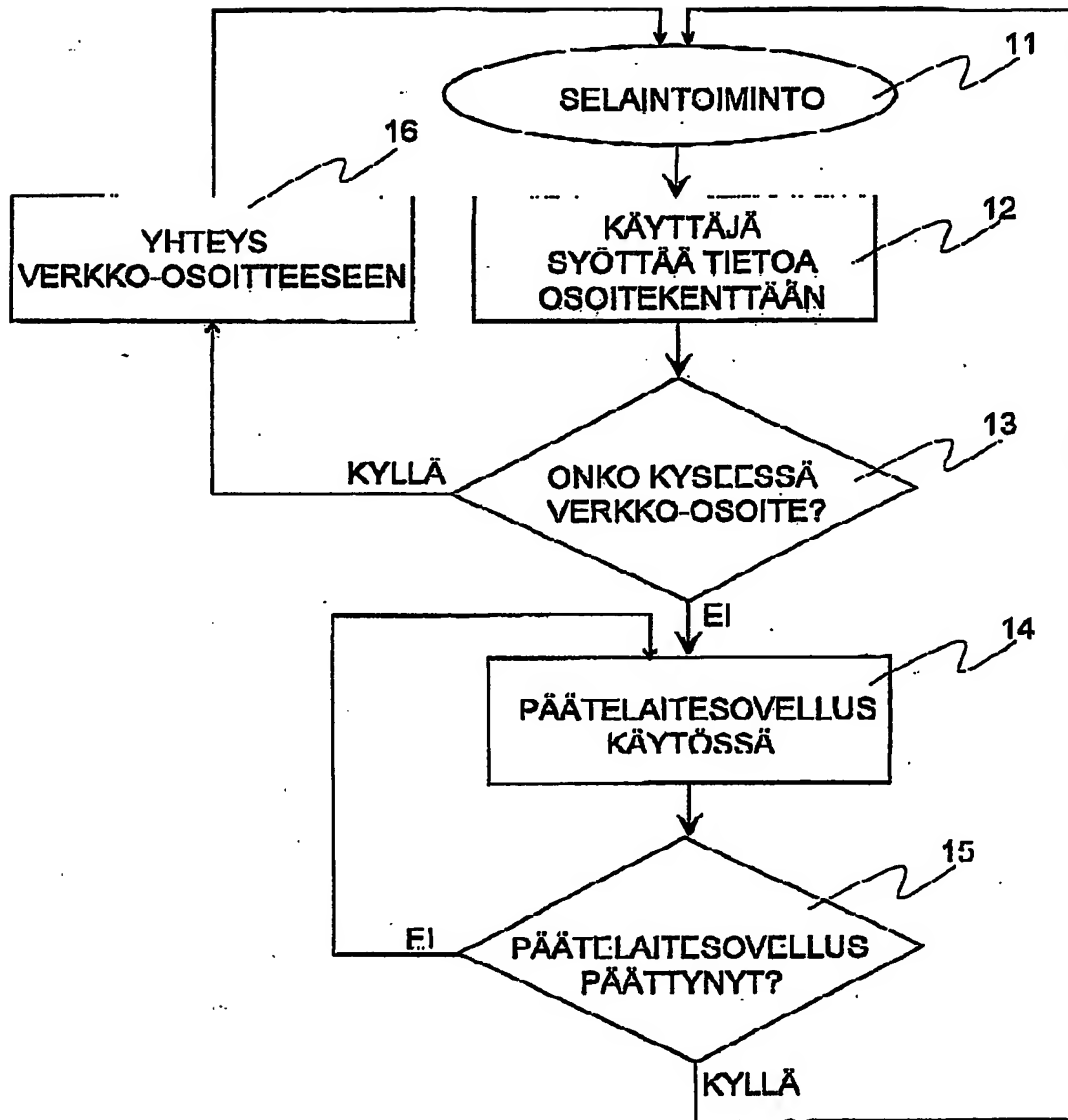 11
SELAINTOIMINTO
16
YHTEYS
VERKKO-OSOITTEESEEN
12
KÄYTTÄJÄ
SYÖTTÄÄ TIETOA
OSOITEKENTTÄÄN
13
KYLLÄ
ONKO KYSEESSÄ
VERKKO-OSOITE?
EI
14
PÄÄTELAITESOVELLUS
KÄYTÖSSÄ
15
EI
PÄÄTELAITESOVELLUS
PÄÄTTYNYT?
KYLLÄ